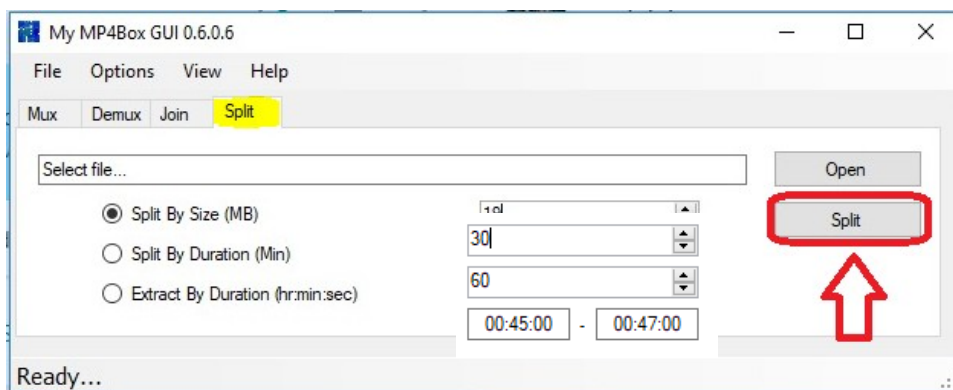 My MP4Box GUI 0.6.0.6
File Options View Help
Mux Demux Join Split
Select file... Open
Split By Size (MB) Split
30
Split By Duration (Min)
60
Extract By Duration (hr:min:sec)
00:45:00 - 00:47:00
Ready...